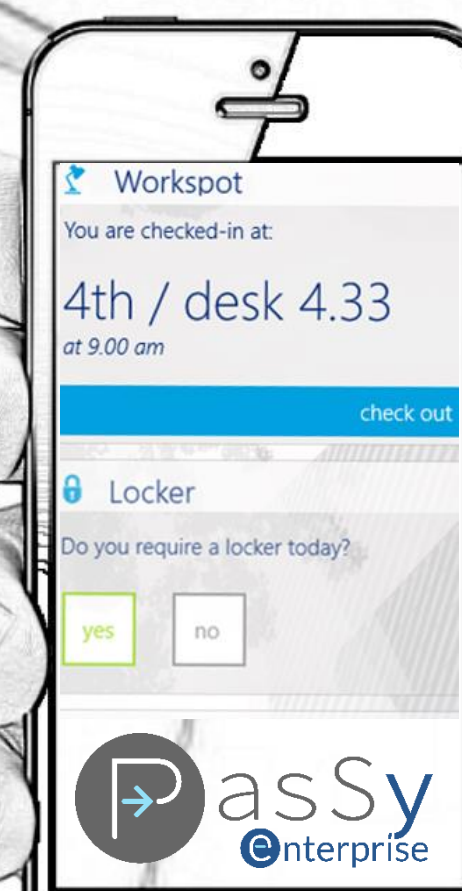 Workspot
You are checked-in at:
4th / desk 4.33
at 9.00 am
check out
Locker
Do you require a locker today?
yes no
PasSy
enterprise